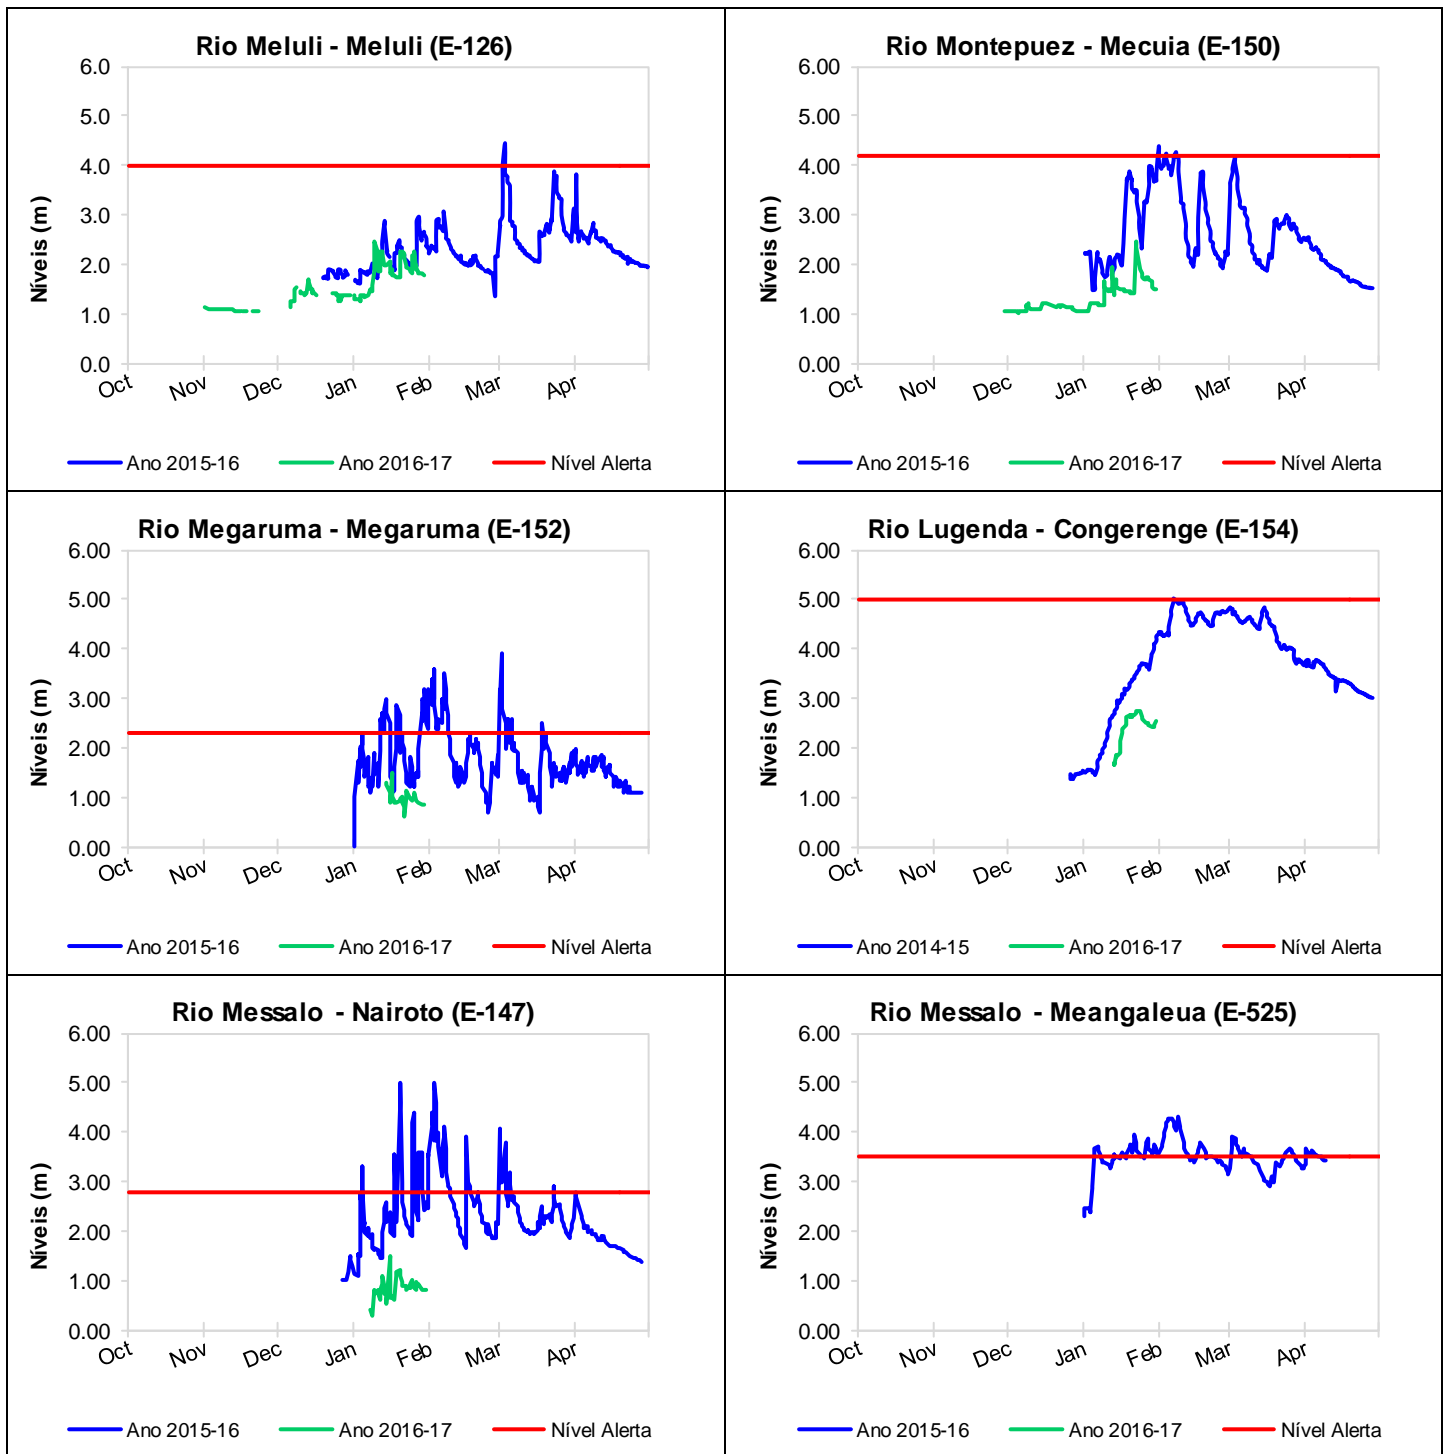 Rio Meluli - Meluli (E-126)
6.0
5.0
4.0
3.0
2.0
1.0
0.0
Níveis (m)
Oct Nov Dec Jan Feb Mar Apr
Ano 2015-16 Ano 2016-17 Nível Alerta
Rio Montepuez - Mecuia (E-150)
6.00
5.00
4.00
3.00
2.00
1.00
0.00
Níveis (m)
Oct Nov Dec Jan Feb Mar Apr
Ano 2015-16 Ano 2016-17 Nível Alerta
Rio Megaruma - Megaruma (E-152)
6.00
5.00
4.00
3.00
2.00
1.00
0.00
Níveis (m)
Oct Nov Dec Jan Feb Mar Apr
Ano 2015-16 Ano 2016-17 Nível Alerta
Rio Lugenda - Congerenge (E-154)
6.00
5.00
4.00
3.00
2.00
1.00
0.00
Níveis (m)
Oct Nov Dec Jan Feb Mar Apr
Ano 2014-15 Ano 2016-17 Nível Alerta
Rio Messalo - Nairoto (E-147)
6.00
5.00
4.00
3.00
2.00
1.00
0.00
Níveis (m)
Oct Nov Dec Jan Feb Mar Apr
Ano 2015-16 Ano 2016-17 Nível Alerta
Rio Messalo - Meangaleua (E-525)
6.00
5.00
4.00
3.00
2.00
1.00
0.00
Níveis (m)
Oct Nov Dec Jan Feb Mar Apr
Ano 2015-16 Ano 2016-17 Nível Alerta